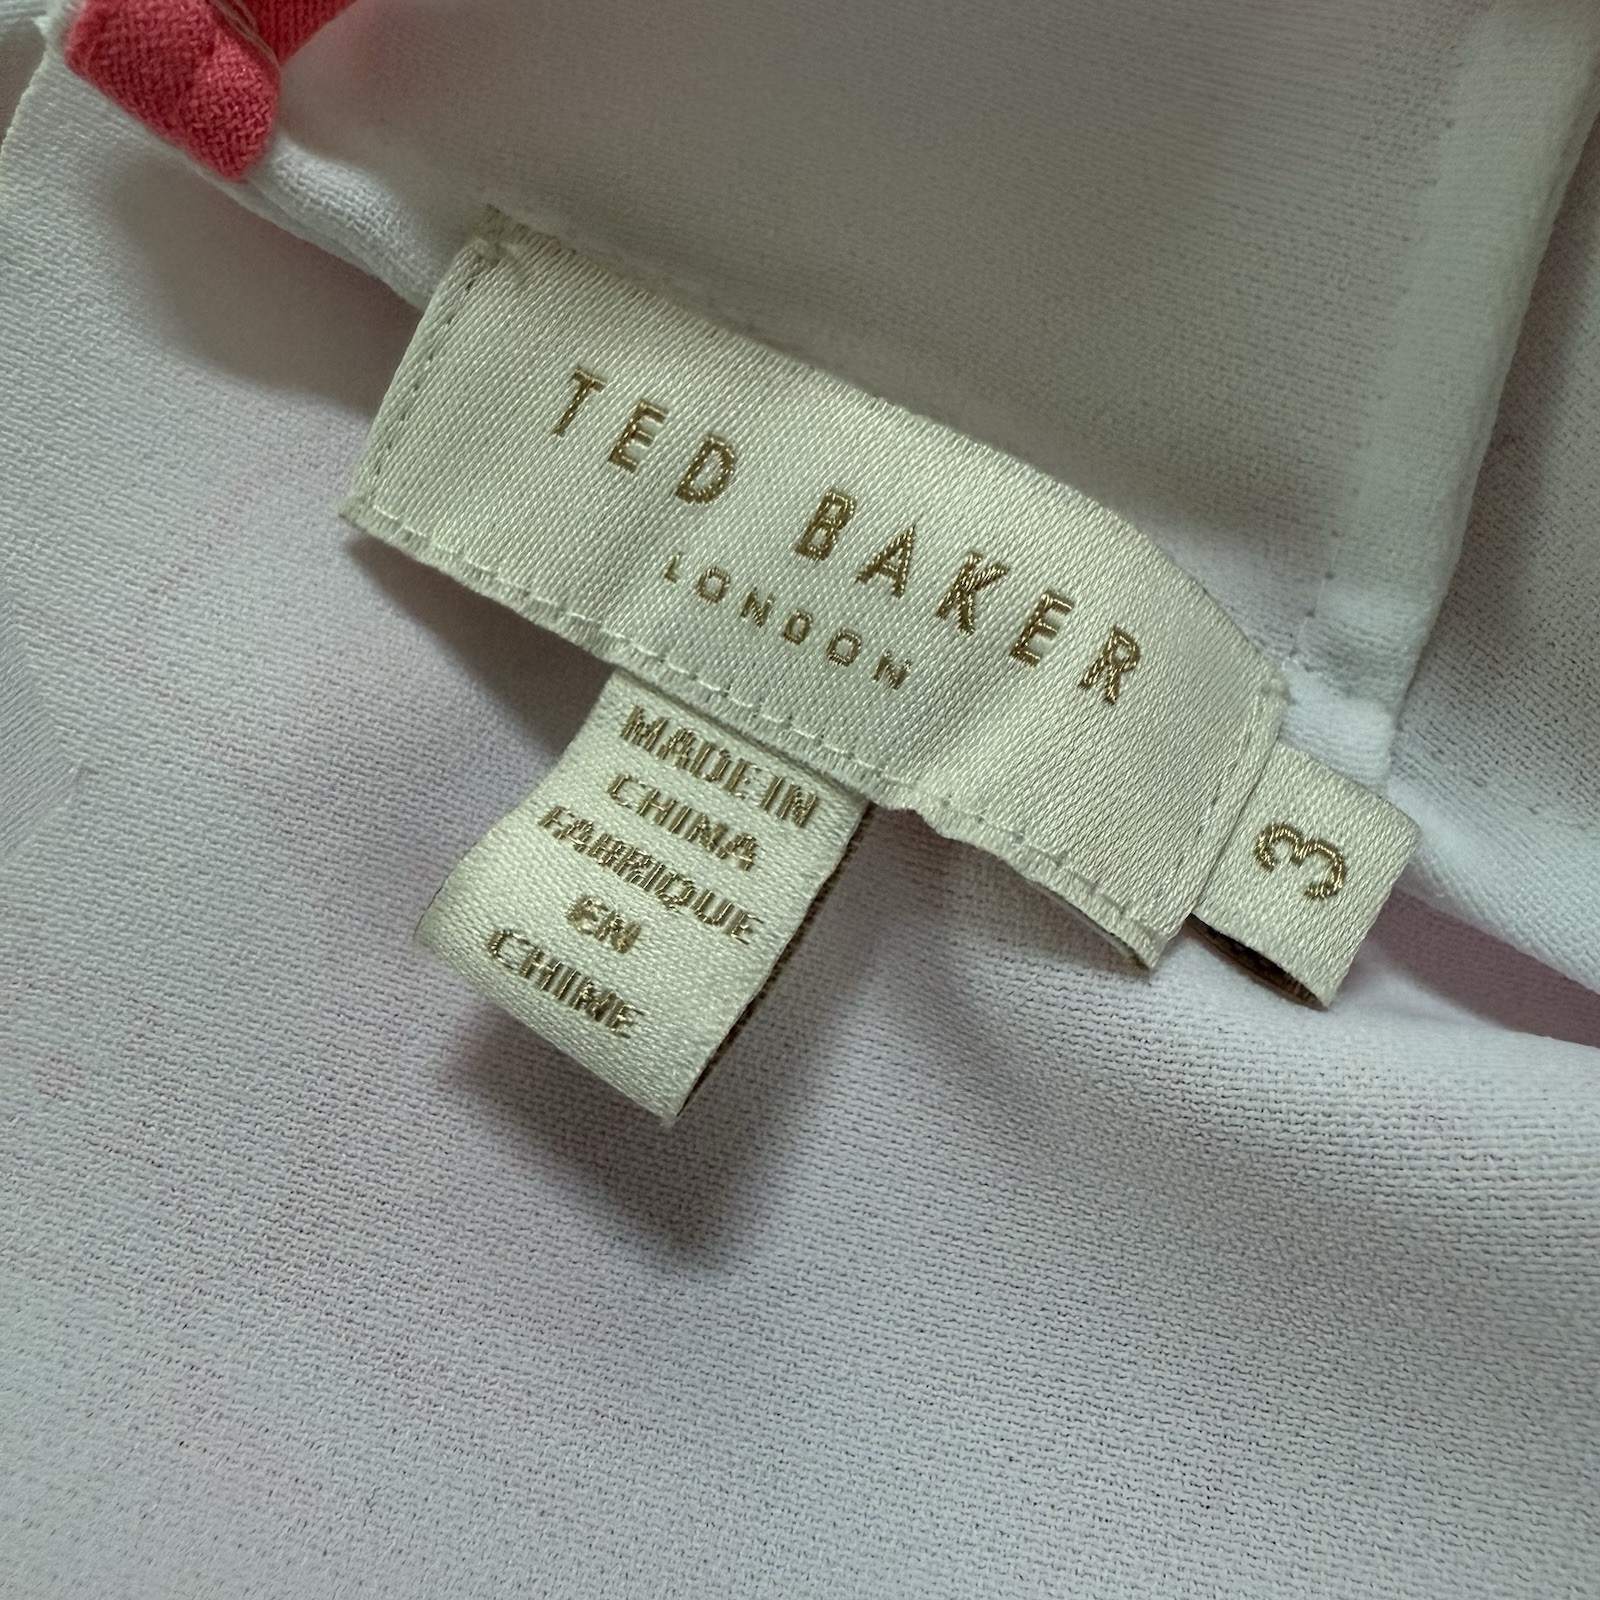 TED BAKER
LONDON
MADE IN
CHINA
FABRIQUE
EN
CHINE
3